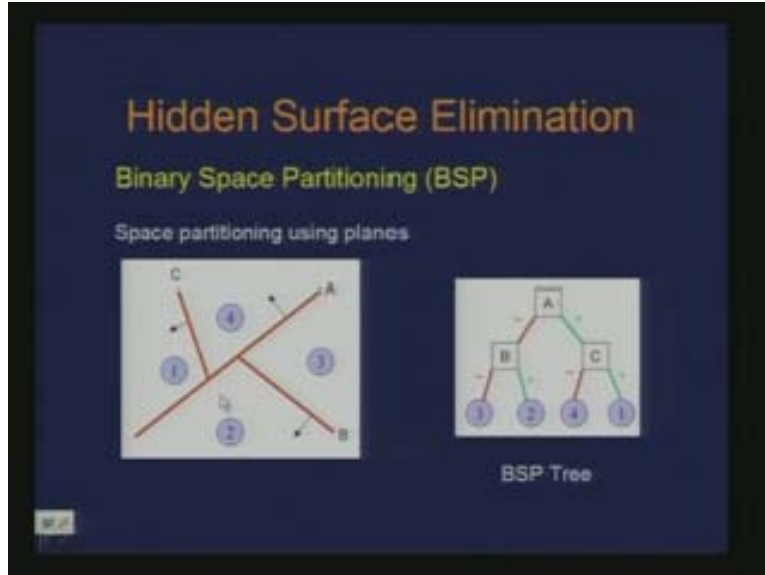 Hidden Surface Elimination
Binary Space Partitioning (BSP)
Space partitioning using planes
C
A
4
1
3
2
B
A
- +
B C
- + - +
3 2 4 1
BSP Tree